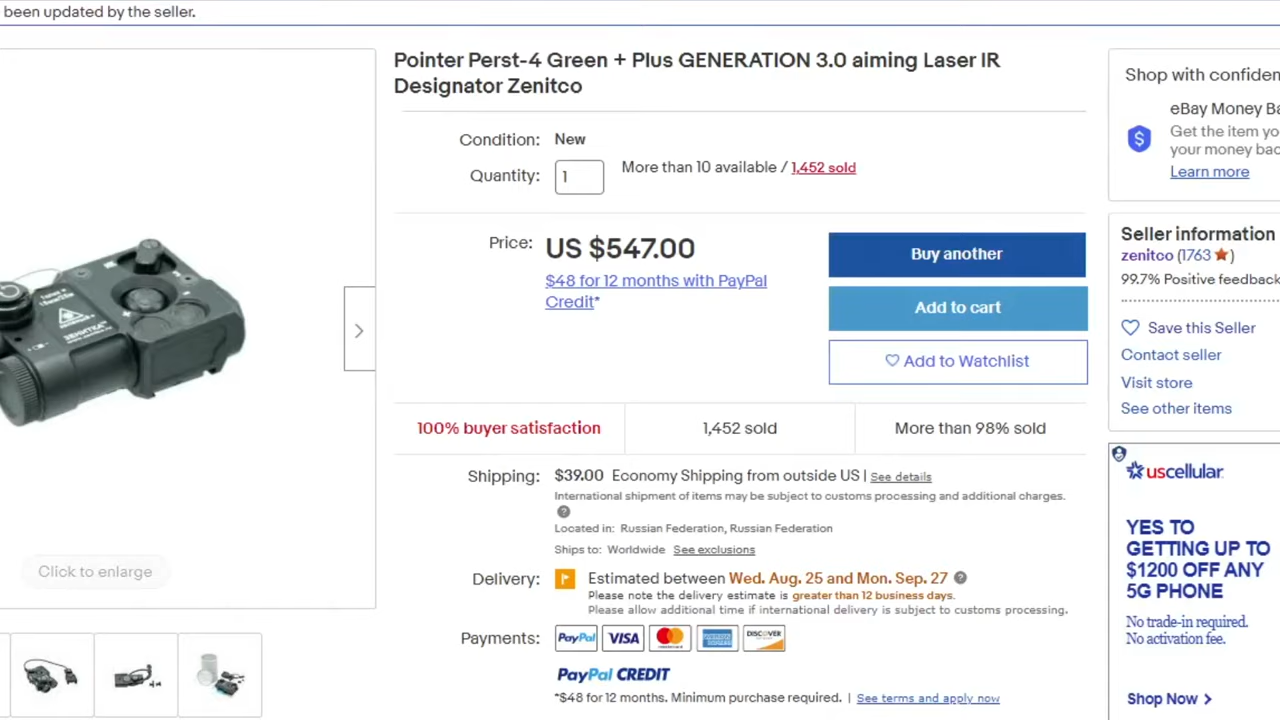 been updated by the seller.
Pointer Perst-4 Green + Plus GENERATION 3.0 aiming Laser IR
Designator Zenitco
Condition: New
Quantity: 1 More than 10 available / 1,452 sold
Price: US $547.00
$48 for 12 months with PayPal
Credit*
Buy another
Add to cart
Add to Watchlist
100% buyer satisfaction 1,452 sold More than 98% sold
Shipping: $39.00 Economy Shipping from outside US | See details
International shipment of items may be subject to customs processing and additional charges.
Located in: Russian Federation, Russian Federation
Ships to: Worldwide See exclusions
Delivery: Estimated between Wed. Aug. 25 and Mon. Sep. 27
Please note the delivery estimate is greater than 12 business days.
Please allow additional time if international delivery is subject to customs processing.
Payments: PayPal VISA DISCOVER
PayPal CREDIT
*$48 for 12 months. Minimum purchase required. | See terms and apply now
Click to enlarge
ЗЕНИТКА
Shop with confiden
eBay Money Ba
Get the item yo
your money bac
Learn more
Seller information
zenitco (1763)
99.7% Positive feedback
Save this Seller
Contact seller
Visit store
See other items
uscellular
YES TO
GETTING UP TO
$1200 OFF ANY
5G PHONE
No trade-in required.
No activation fee.
Shop Now >